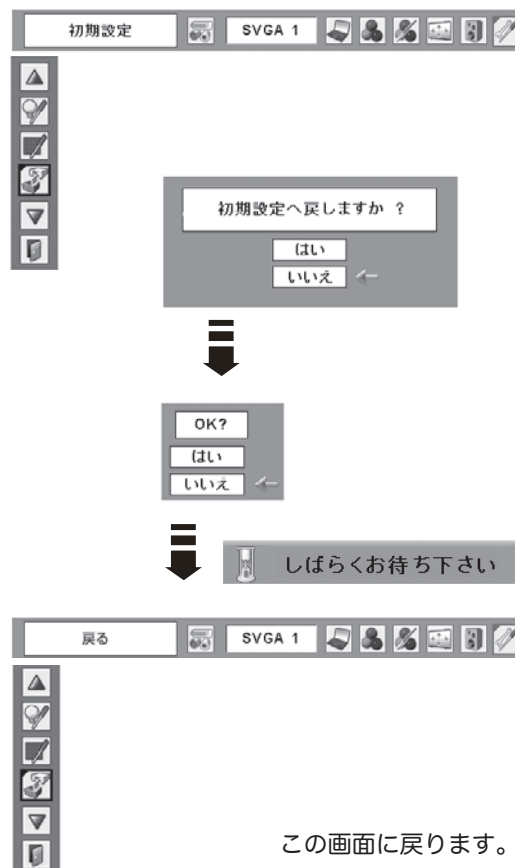 初期設定 SVGA 1
初期設定へ戻しますか ?
はい
いいえ
OK?
はい
いいえ
しばらくお待ち下さい
戻る SVGA 1
この画面に戻ります。